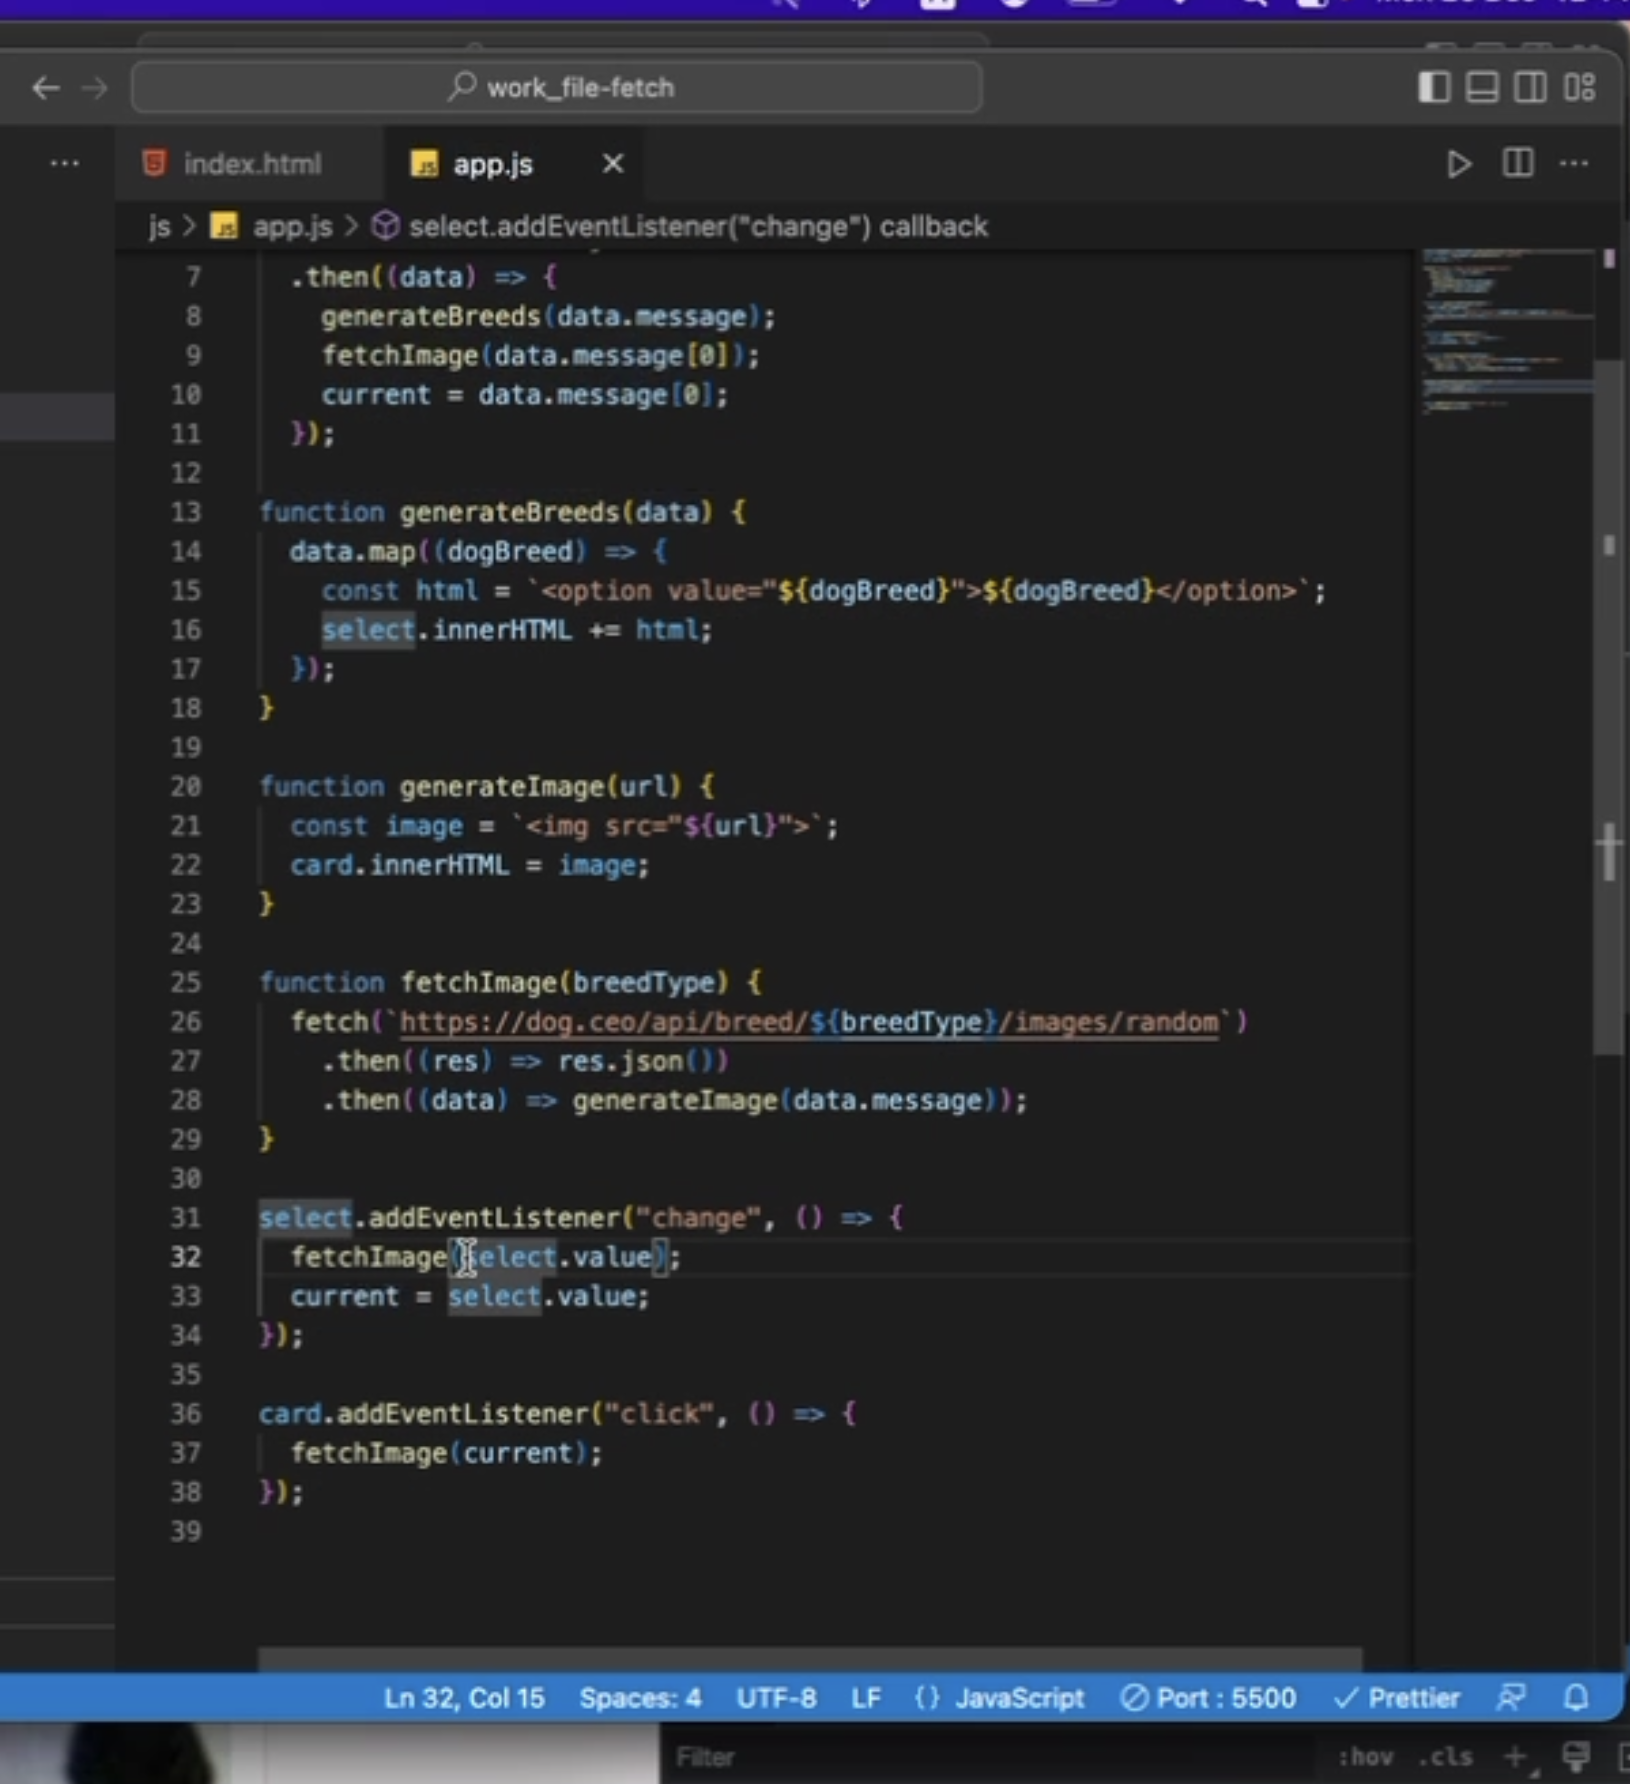 work_file-fetch
index.html
app.js
js > app.js > select.addEventListener("change") callback
7 .then((data) => {
8 generateBreeds(data.message);
9 fetchImage(data.message[0]);
10 current = data.message[0];
11 });
12
13 function generateBreeds(data) {
14 data.map((dogBreed) => {
15 const html = `<option value="${dogBreed}">${dogBreed}</option>`;
16 select.innerHTML += html;
17 });
18 }
19
20 function generateImage(url) {
21 const image = `<img src="${url}">`;
22 card.innerHTML = image;
23 }
24
25 function fetchImage(breedType) {
26 fetch(`https://dog.ceo/api/breed/${breedType}/images/random`)
27 .then((res) => res.json())
28 .then((data) => generateImage(data.message));
29 }
30
31 select.addEventListener("change", () => {
32 fetchImage(select.value);
33 current = select.value;
34 });
35
36 card.addEventListener("click", () => {
37 fetchImage(current);
38 });
39
Ln 32, Col 15 Spaces: 4 UTF-8 LF {} JavaScript Port : 5500 Prettier
Filter :hov .cls